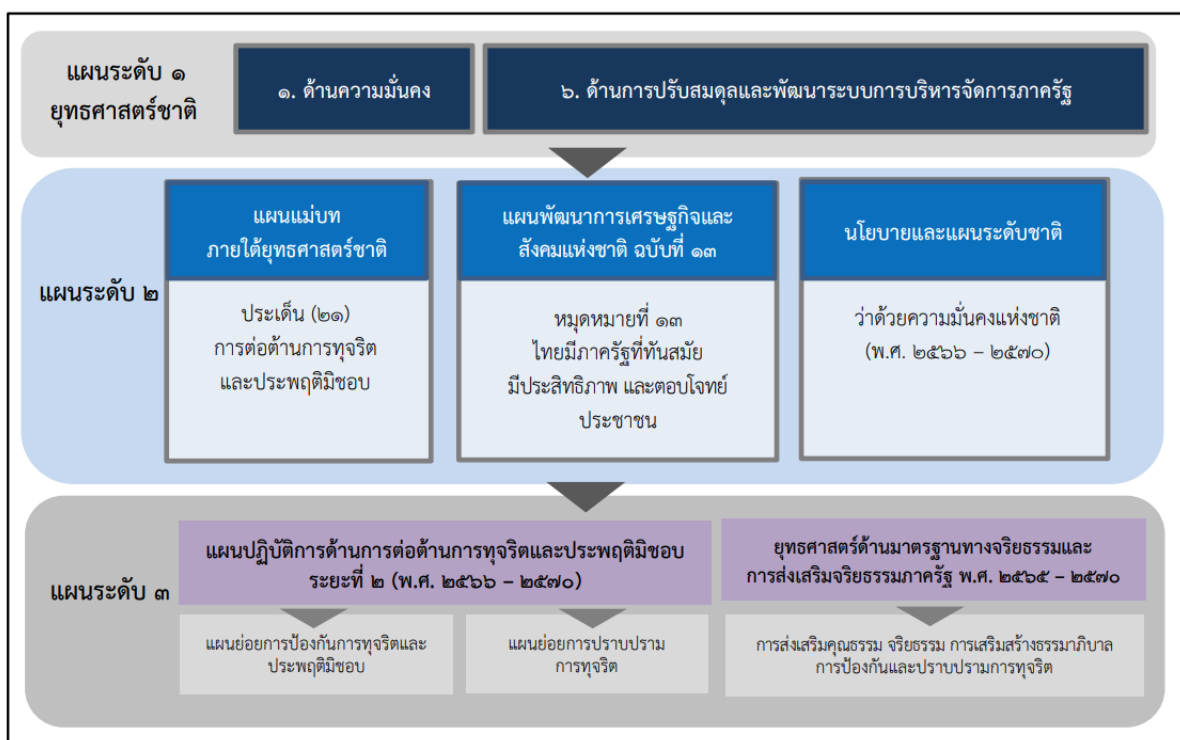 แผนระดับ ๑
ยุทธศาสตร์ชาติ
๑. ด้านความมั่นคง
๖. ด้านการปรับสมดุลและพัฒนาระบบการบริหารจัดการภาครัฐ
แผนระดับ ๒
แผนแม่บท
ภายใต้ยุทธศาสตร์ชาติ
ประเด็น (๒๑)
การต่อต้านการทุจริต
และประพฤติมิชอบ
แผนพัฒนาการเศรษฐกิจและ
สังคมแห่งชาติ ฉบับที่ ๑๓
หมุดหมายที่ ๑๓
ไทยมีภาครัฐที่ทันสมัย
มีประสิทธิภาพ และตอบโจทย์
ประชาชน
นโยบายและแผนระดับชาติ
ว่าด้วยความมั่นคงแห่งชาติ
(พ.ศ. ๒๕๖๖ – ๒๕๗๐)
แผนระดับ ๓
แผนปฏิบัติการด้านการต่อต้านการทุจริตและประพฤติมิชอบ
ระยะที่ ๒ (พ.ศ. ๒๕๖๖ – ๒๕๗๐)
แผนย่อยการป้องกันการทุจริตและ
ประพฤติมิชอบ
แผนย่อยการปราบปราม
การทุจริต
ยุทธศาสตร์ด้านมาตรฐานทางจริยธรรมและ
การส่งเสริมจริยธรรมภาครัฐ พ.ศ. ๒๕๖๕ – ๒๕๗๐
การส่งเสริมคุณธรรม จริยธรรม การเสริมสร้างธรรมาภิบาล
การป้องกันและปราบปรามการทุจริต